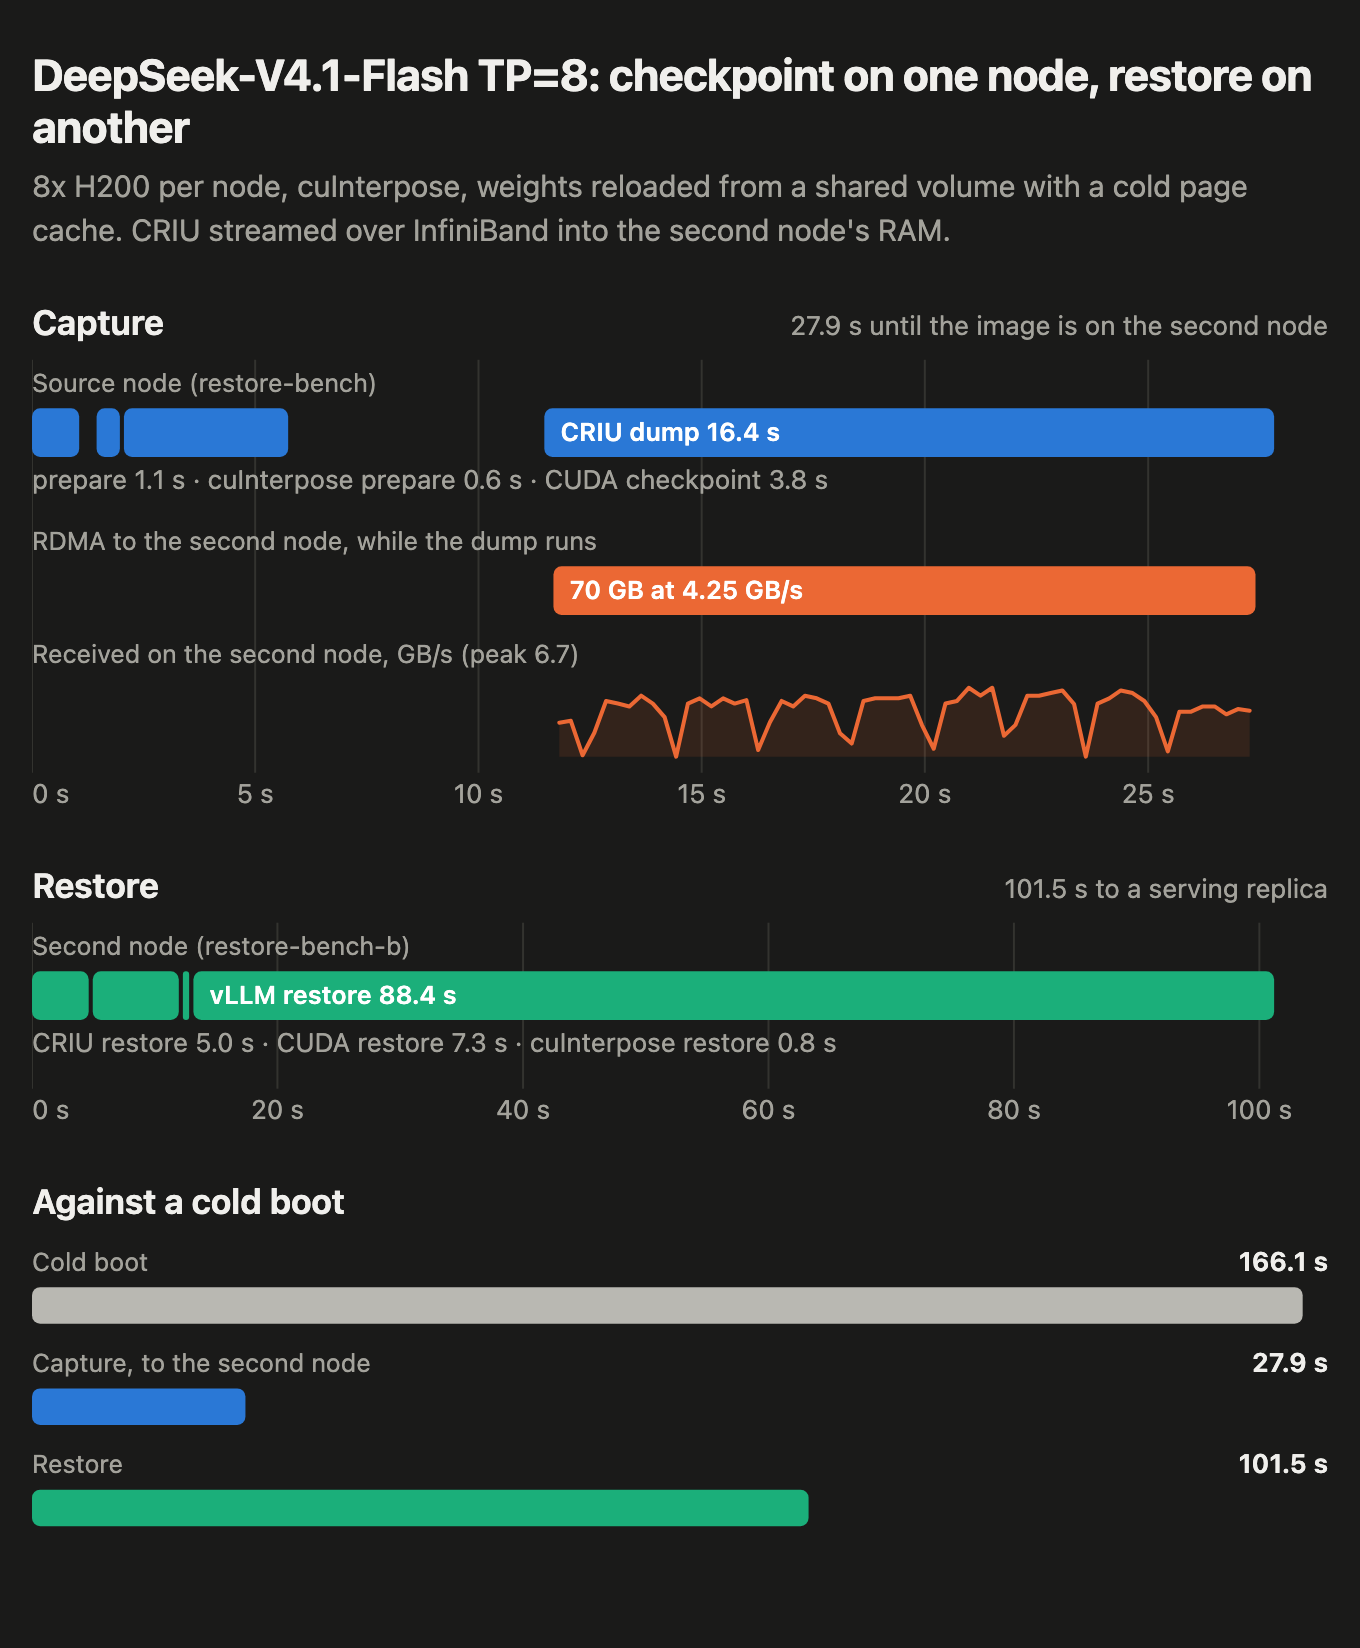 DeepSeek-V4.1-Flash TP=8: checkpoint on one node, restore on
another
8x H200 per node, cuInterpose, weights reloaded from a shared volume with a cold page
cache. CRIU streamed over InfiniBand into the second node's RAM.
Capture
27.9 s until the image is on the second node
Source node (restore-bench)
CRIU dump 16.4 s
prepare 1.1 s · cuInterpose prepare 0.6 s · CUDA checkpoint 3.8 s
RDMA to the second node, while the dump runs
70 GB at 4.25 GB/s
Received on the second node, GB/s (peak 6.7)
0 s 5 s 10 s 15 s 20 s 25 s
Restore
101.5 s to a serving replica
Second node (restore-bench-b)
vLLM restore 88.4 s
CRIU restore 5.0 s · CUDA restore 7.3 s · cuInterpose restore 0.8 s
0 s 20 s 40 s 60 s 80 s 100 s
Against a cold boot
Cold boot 166.1 s
Capture, to the second node 27.9 s
Restore 101.5 s